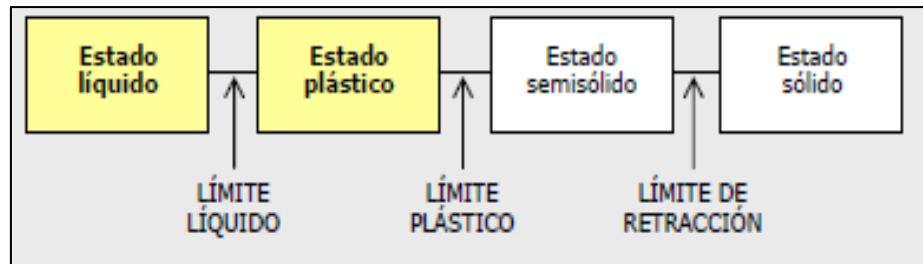 Estado
líquido
Estado
plástico
Estado
semisólido
Estado
sólido
LÍMITE
LÍQUIDO
LÍMITE
PLÁSTICO
LÍMITE DE
RETRACCIÓN